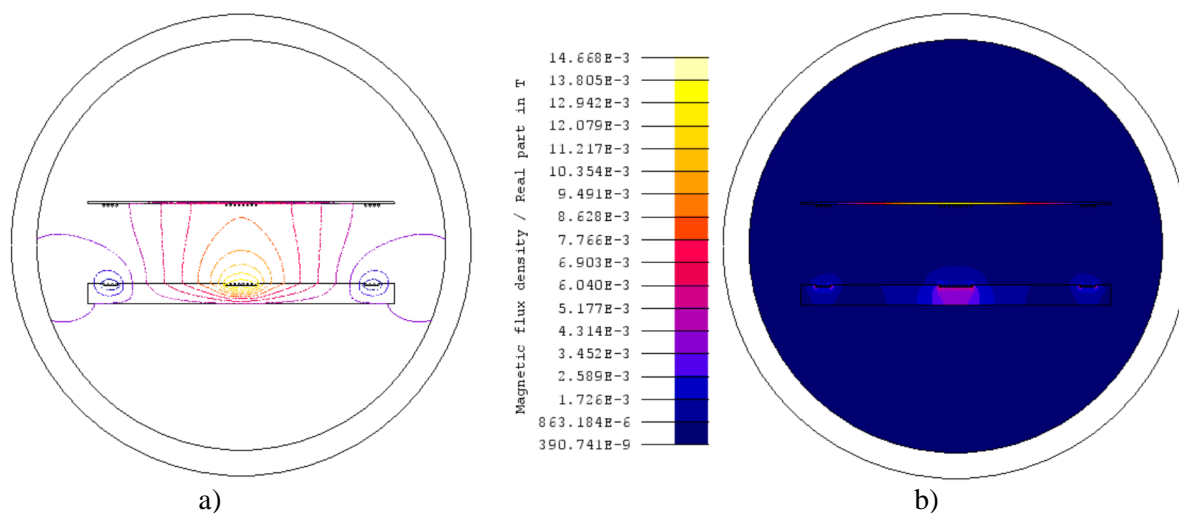 Magnetic flux density / Real part in T
14.668E-3
13.805E-3
12.942E-3
12.079E-3
11.217E-3
10.354E-3
9.491E-3
8.628E-3
7.766E-3
6.903E-3
6.040E-3
5.177E-3
4.314E-3
3.452E-3
2.589E-3
1.726E-3
863.184E-6
390.741E-9
a)
b)